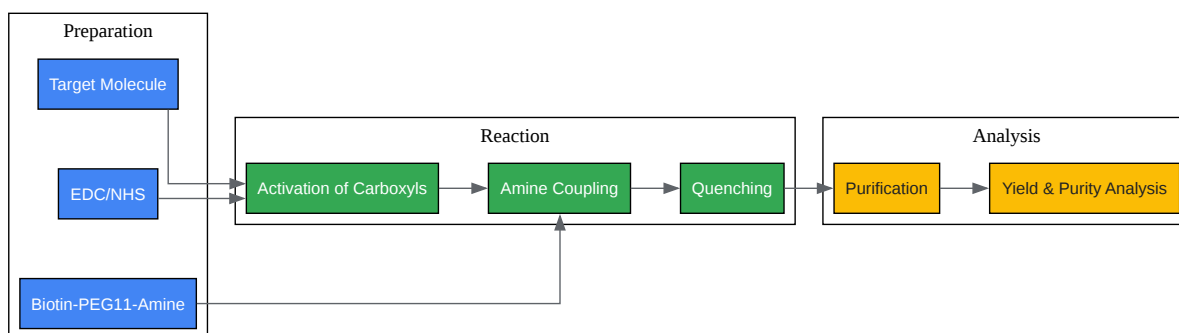 Preparation
Target Molecule
EDC/NHS
Biotin-PEG11-Amine
Reaction
Activation of Carboxyls
Amine Coupling
Quenching
Analysis
Purification
Yield & Purity Analysis